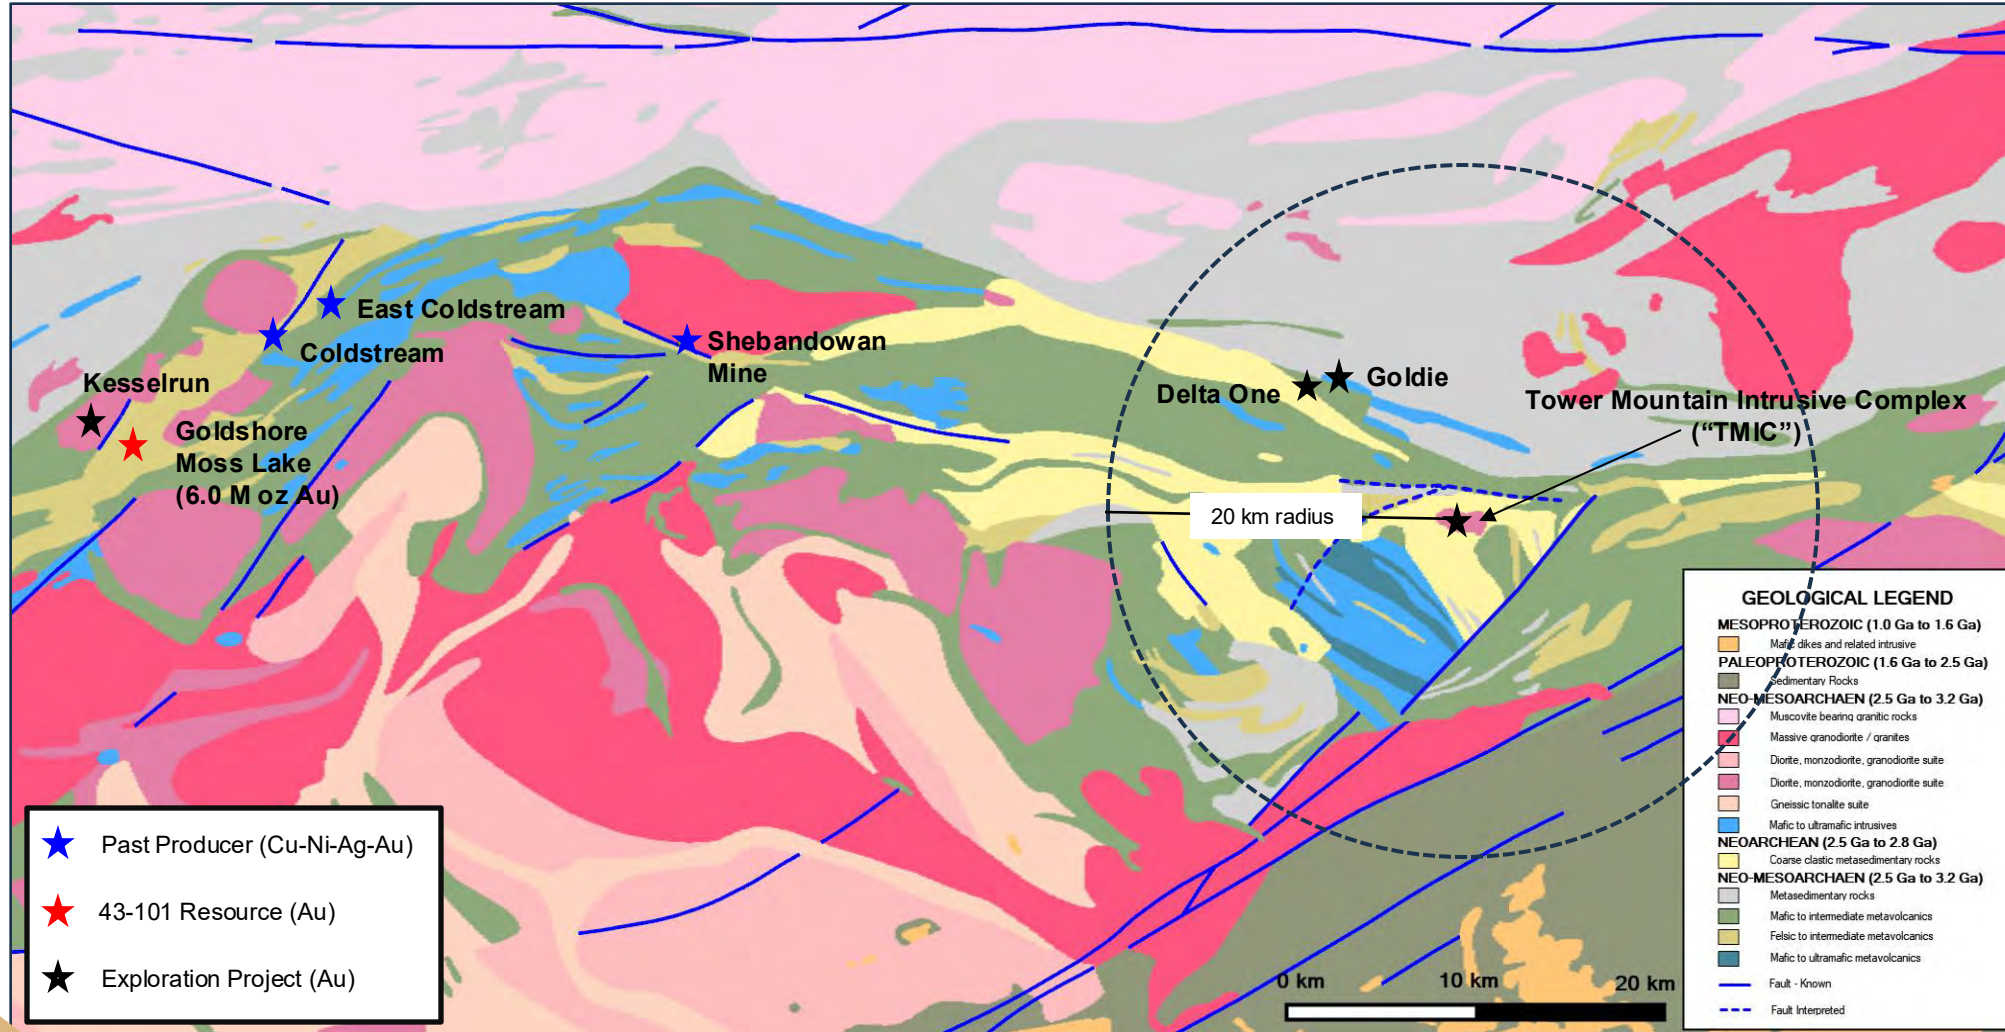 East Coldstream
Coldstream
Shebandowan
Mine
Kesselrun
Goldshore
Moss Lake
(6.0 M oz Au)
Delta One
Goldie
Tower Mountain Intrusive Complex
("TMIC")
20 km radius
Past Producer (Cu-Ni-Ag-Au)
43-101 Resource (Au)
Exploration Project (Au)
0 km
10 km
20 km
GEOLOGICAL LEGEND
MESOPROTEROZOIC (1.0 Ga to 1.6 Ga)
Mafic dikes and related intrusive
PALEOPROTEROZOIC (1.6 Ga to 2.5 Ga)
Sedimentary Rocks
NEO-MESOARCHAEN (2.5 Ga to 3.2 Ga)
Muscovite bearing granitic rocks
Massive granodiorite / granites
Diorite, monzodiorite, granodiorite suite
Diorite, monzodiorite, granodiorite suite
Gneissic tonalite suite
Mafic to ultramafic intrusives
NEOARCHEAN (2.5 Ga to 2.8 Ga)
Coarse clastic metasedimentary rocks
NEO-MESOARCHAEN (2.5 Ga to 3.2 Ga)
Metasedimentary rocks
Mafic to intermediate metavolcanics
Felsic to intermediate metavolcanics
Mafic to ultramafic metavolcanics
Fault - Known
Fault Interpreted